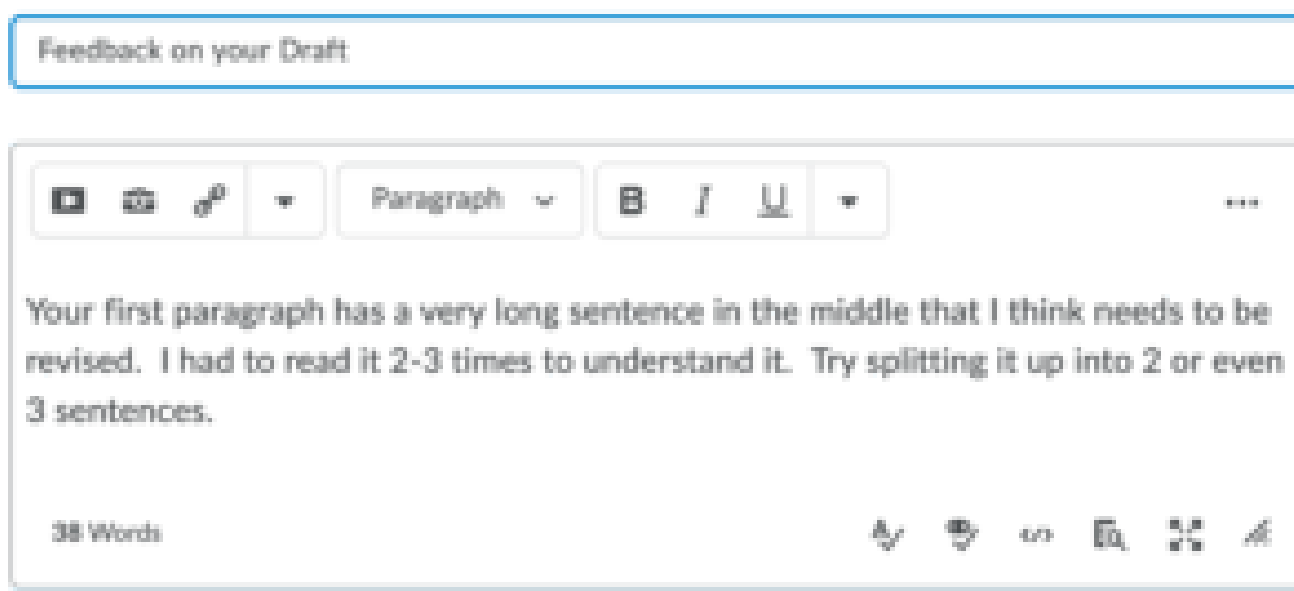 Feedback on your Draft
Paragraph
B I U
Your first paragraph has a very long sentence in the middle that I think needs to be
revised.  I had to read it 2-3 times to understand it.  Try splitting it up into 2 or even
3 sentences.
38 Words